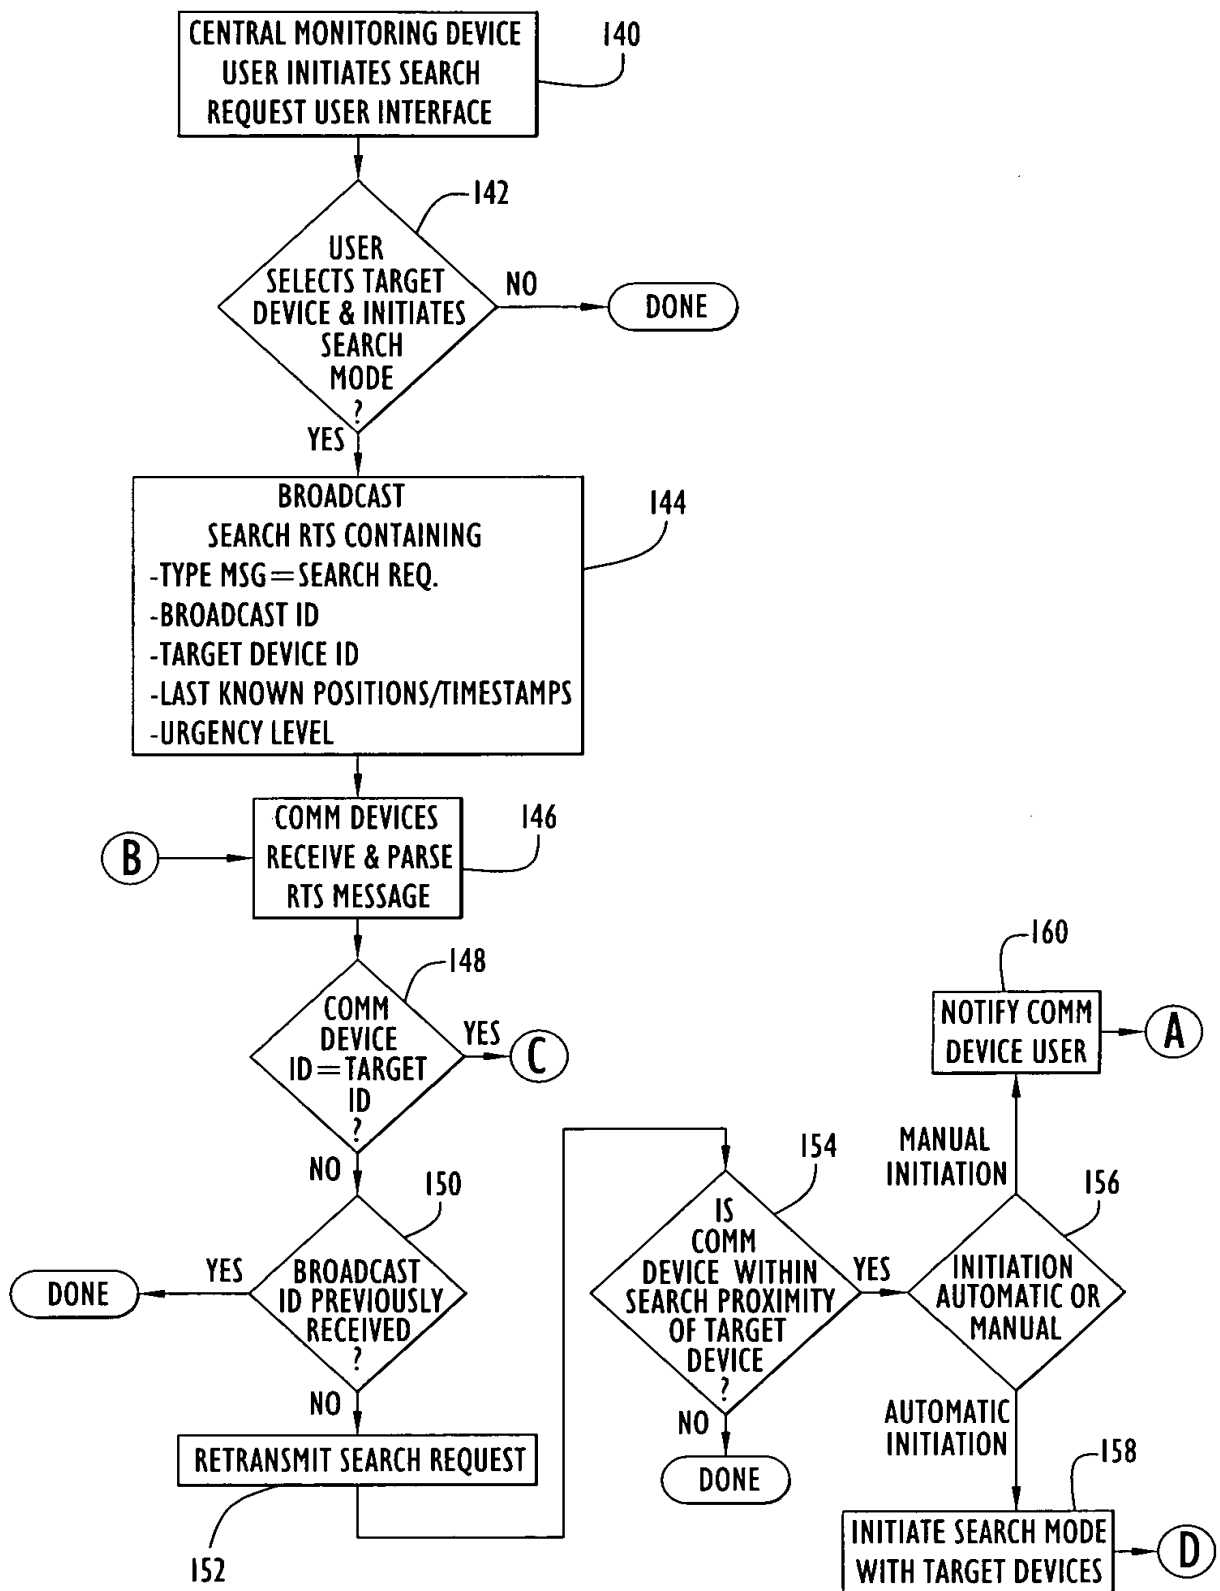 CENTRAL MONITORING DEVICE
USER INITIATES SEARCH
REQUEST USER INTERFACE
140
142
USER
SELECTS TARGET
DEVICE & INITIATES
SEARCH
MODE
?
NO
DONE
YES
BROADCAST
SEARCH RTS CONTAINING
-TYPE MSG=SEARCH REQ.
-BROADCAST ID
-TARGET DEVICE ID
-LAST KNOWN POSITIONS/TIMESTAMPS
-URGENCY LEVEL
144
B
COMM DEVICES
RECEIVE & PARSE
RTS MESSAGE
146
148
COMM
DEVICE
ID=TARGET
ID
?
YES
C
NO
150
BROADCAST
ID PREVIOUSLY
RECEIVED
?
YES
DONE
NO
RETRANSMIT SEARCH REQUEST
152
154
IS
COMM
DEVICE WITHIN
SEARCH PROXIMITY
OF TARGET
DEVICE
?
NO
DONE
YES
156
INITIATION
AUTOMATIC OR
MANUAL
MANUAL
INITIATION
160
NOTIFY COMM
DEVICE USER
A
AUTOMATIC
INITIATION
158
INITIATE SEARCH MODE
WITH TARGET DEVICES
D